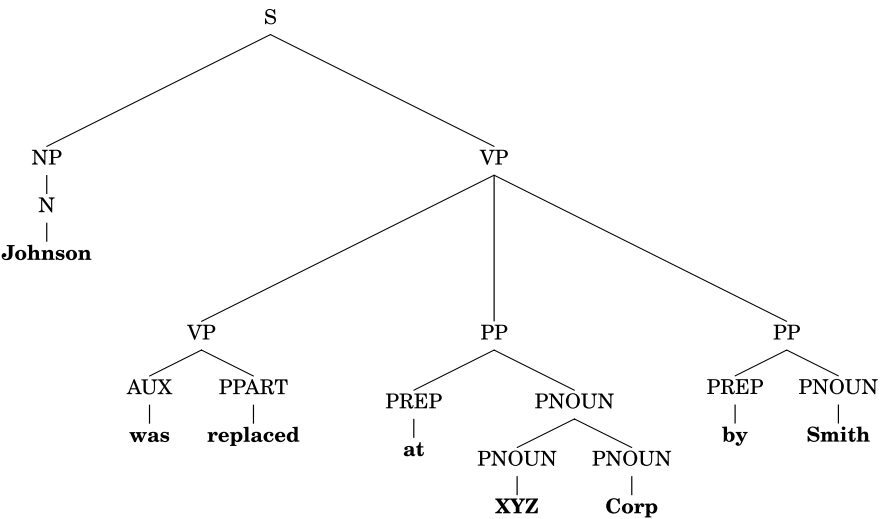 S
NP VP
N
Johnson
VP PP PP
AUX PPART PREP PNOUN PREP PNOUN
was replaced at by Smith
PNOUN PNOUN
XYZ Corp